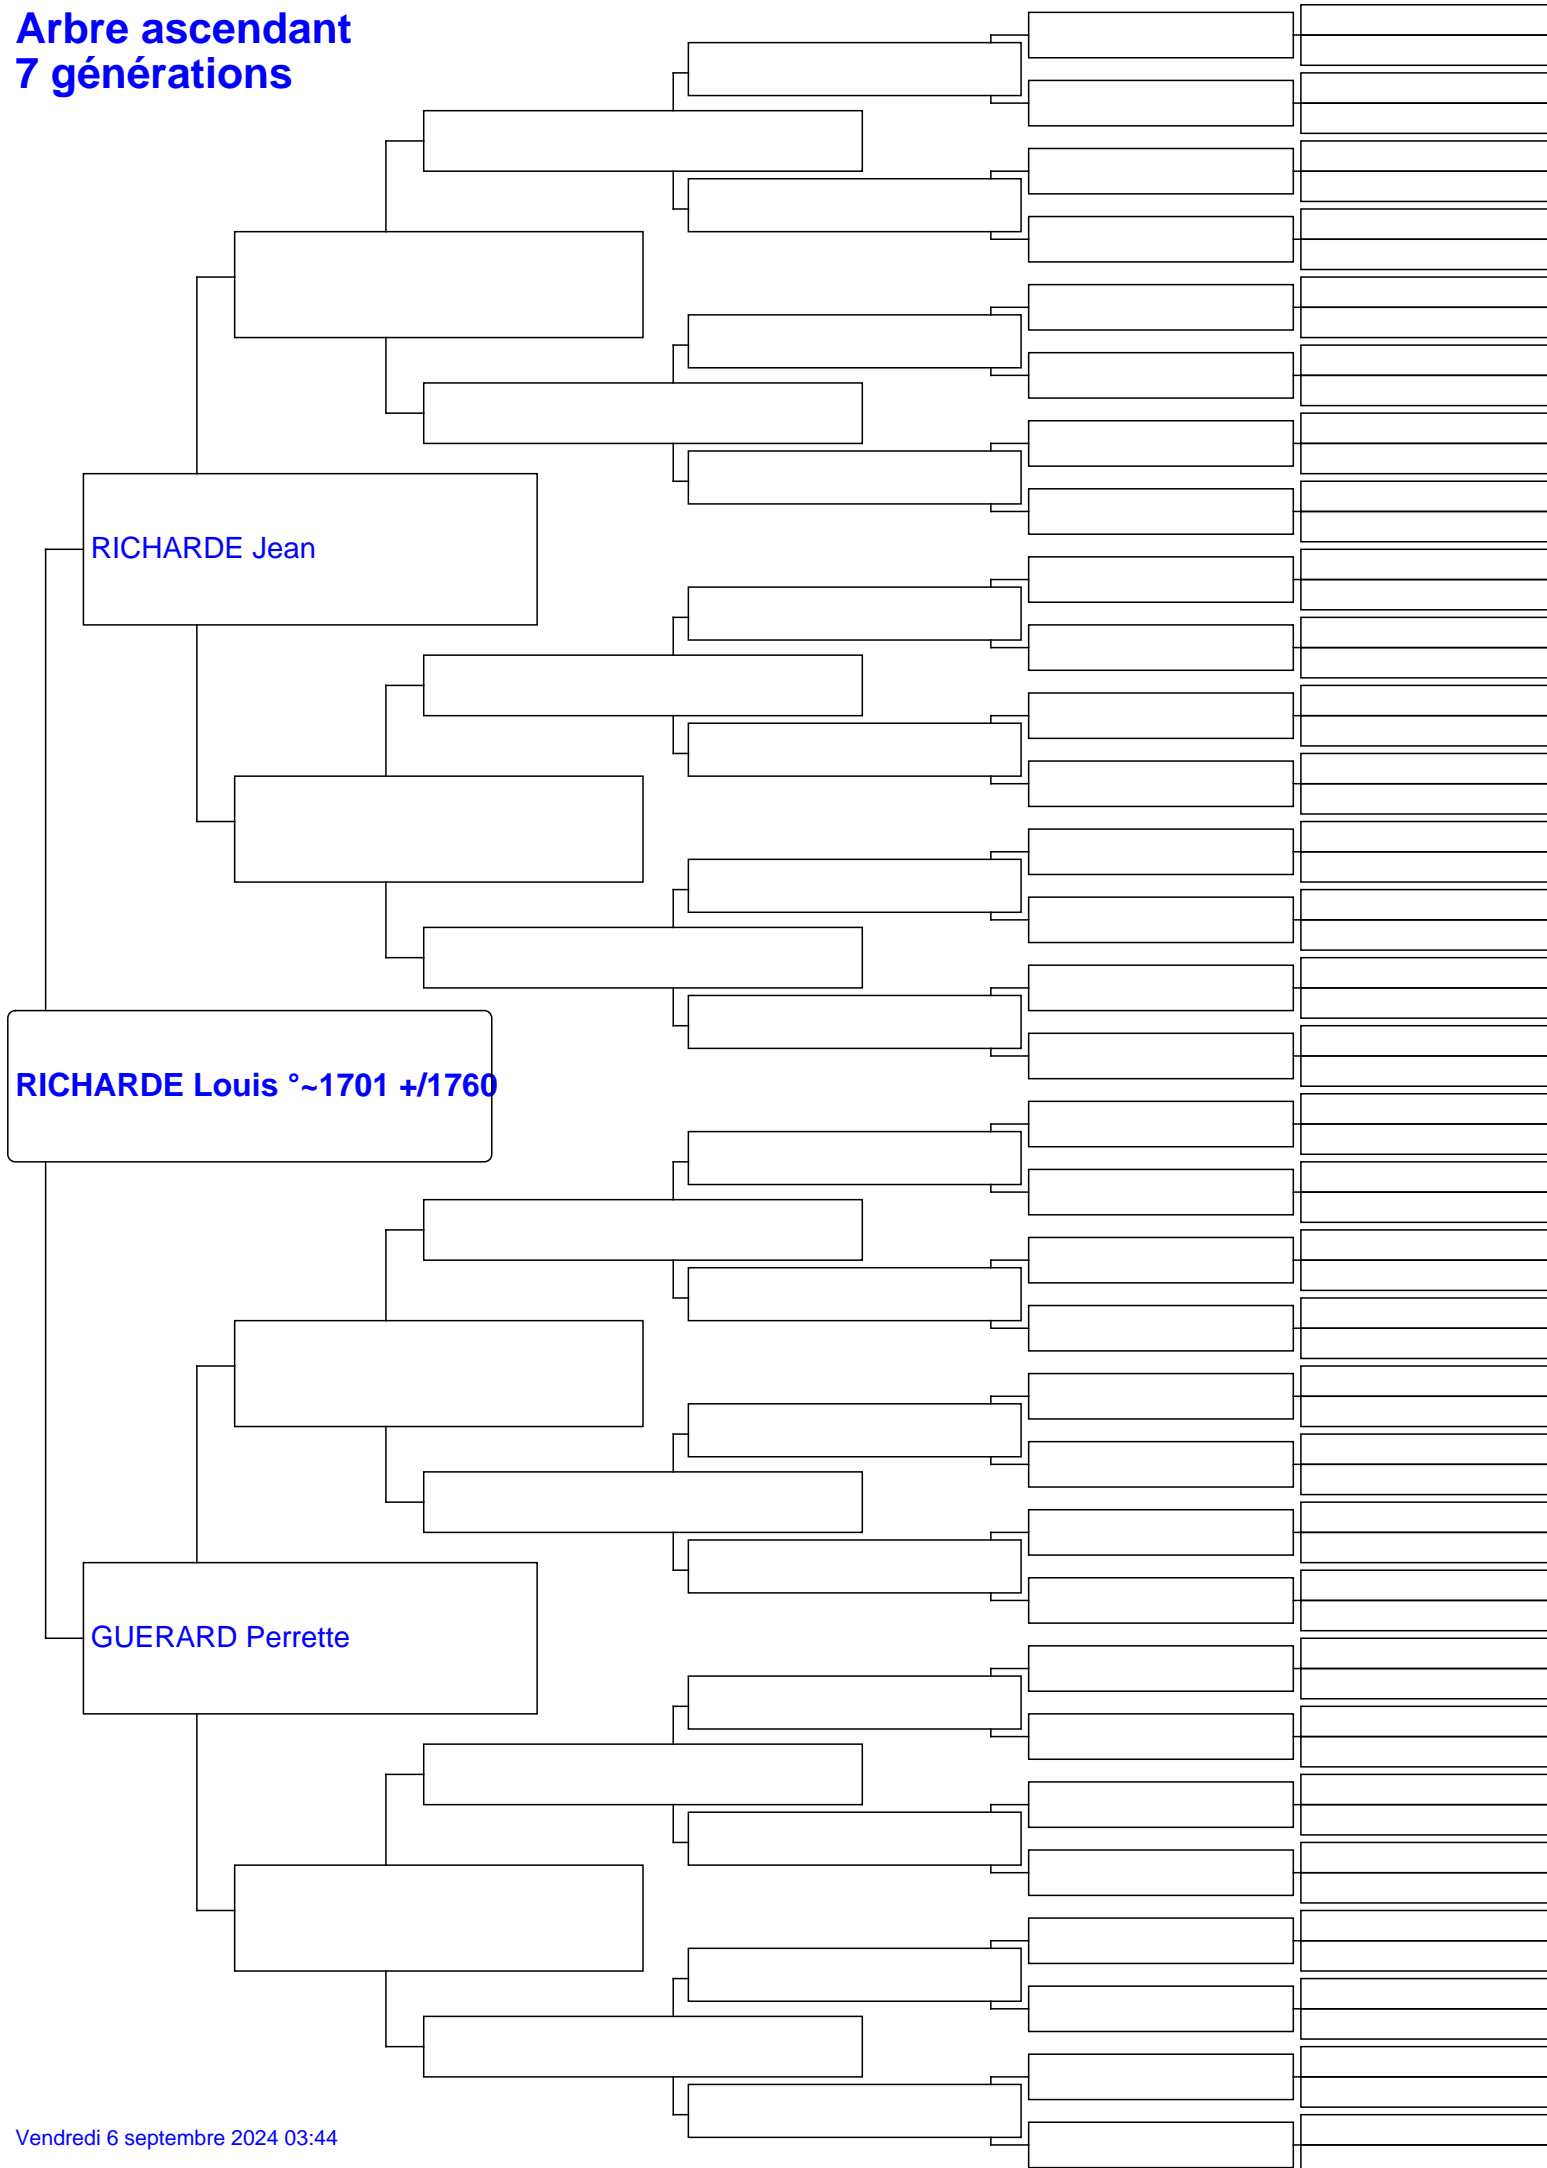 Arbre ascendant
7 générations
RICHARDE Jean
RICHARDE Louis °~1701 +/1760
GUERARD Perrette
Vendredi 6 septembre 2024 03:44